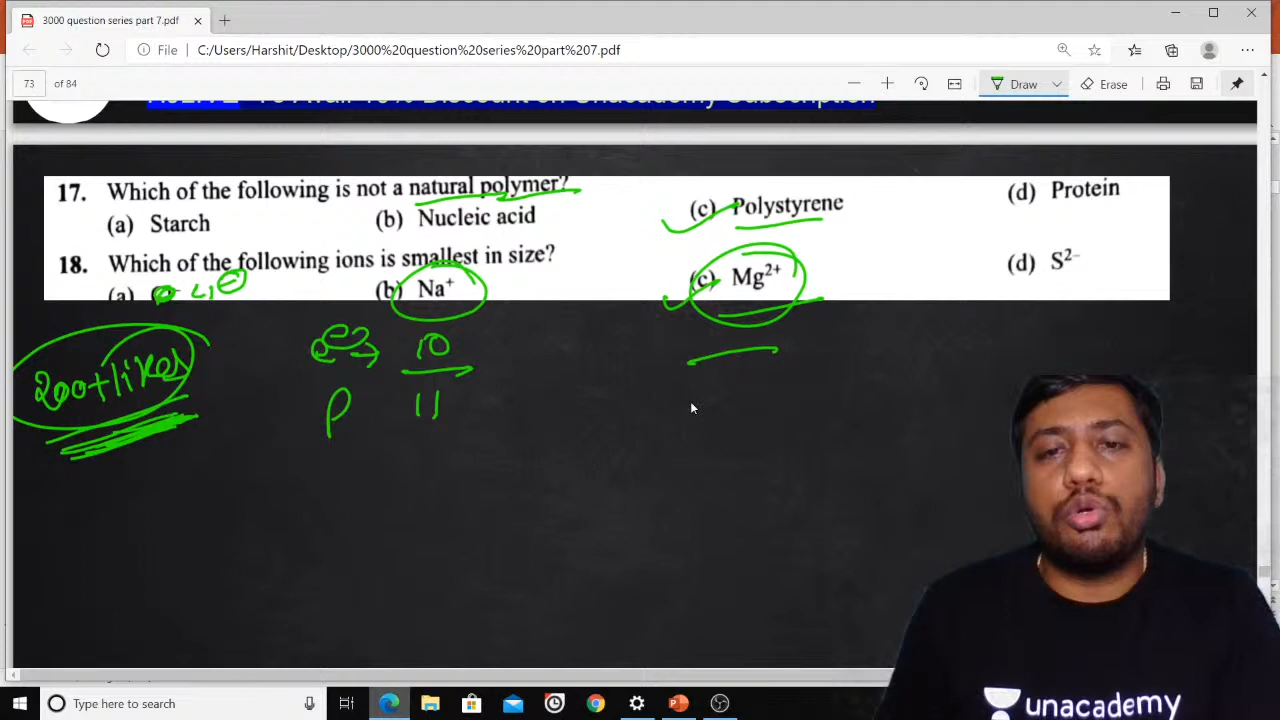 3000 question series part 7.pdf
File C:/Users/Harshit/Desktop/3000%20question%20series%20part%207.pdf
73 of 84
Draw
Erase
17. Which of the following is not a natural polymer?
(a) Starch (b) Nucleic acid (c) Polystyrene (d) Protein
18. Which of the following ions is smallest in size?
(a) (b) Na⁺ (c) Mg²⁺ (d) S²⁻
10
200+likes
P 11
unacademy
Type here to search